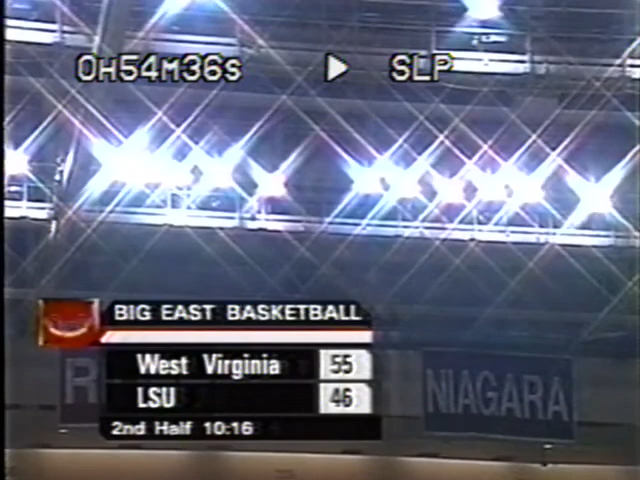 0H54M36S ► SLP
BIG EAST BASKETBALL
West Virginia 55
LSU 46
2nd Half 10:16
R
NIAGARA